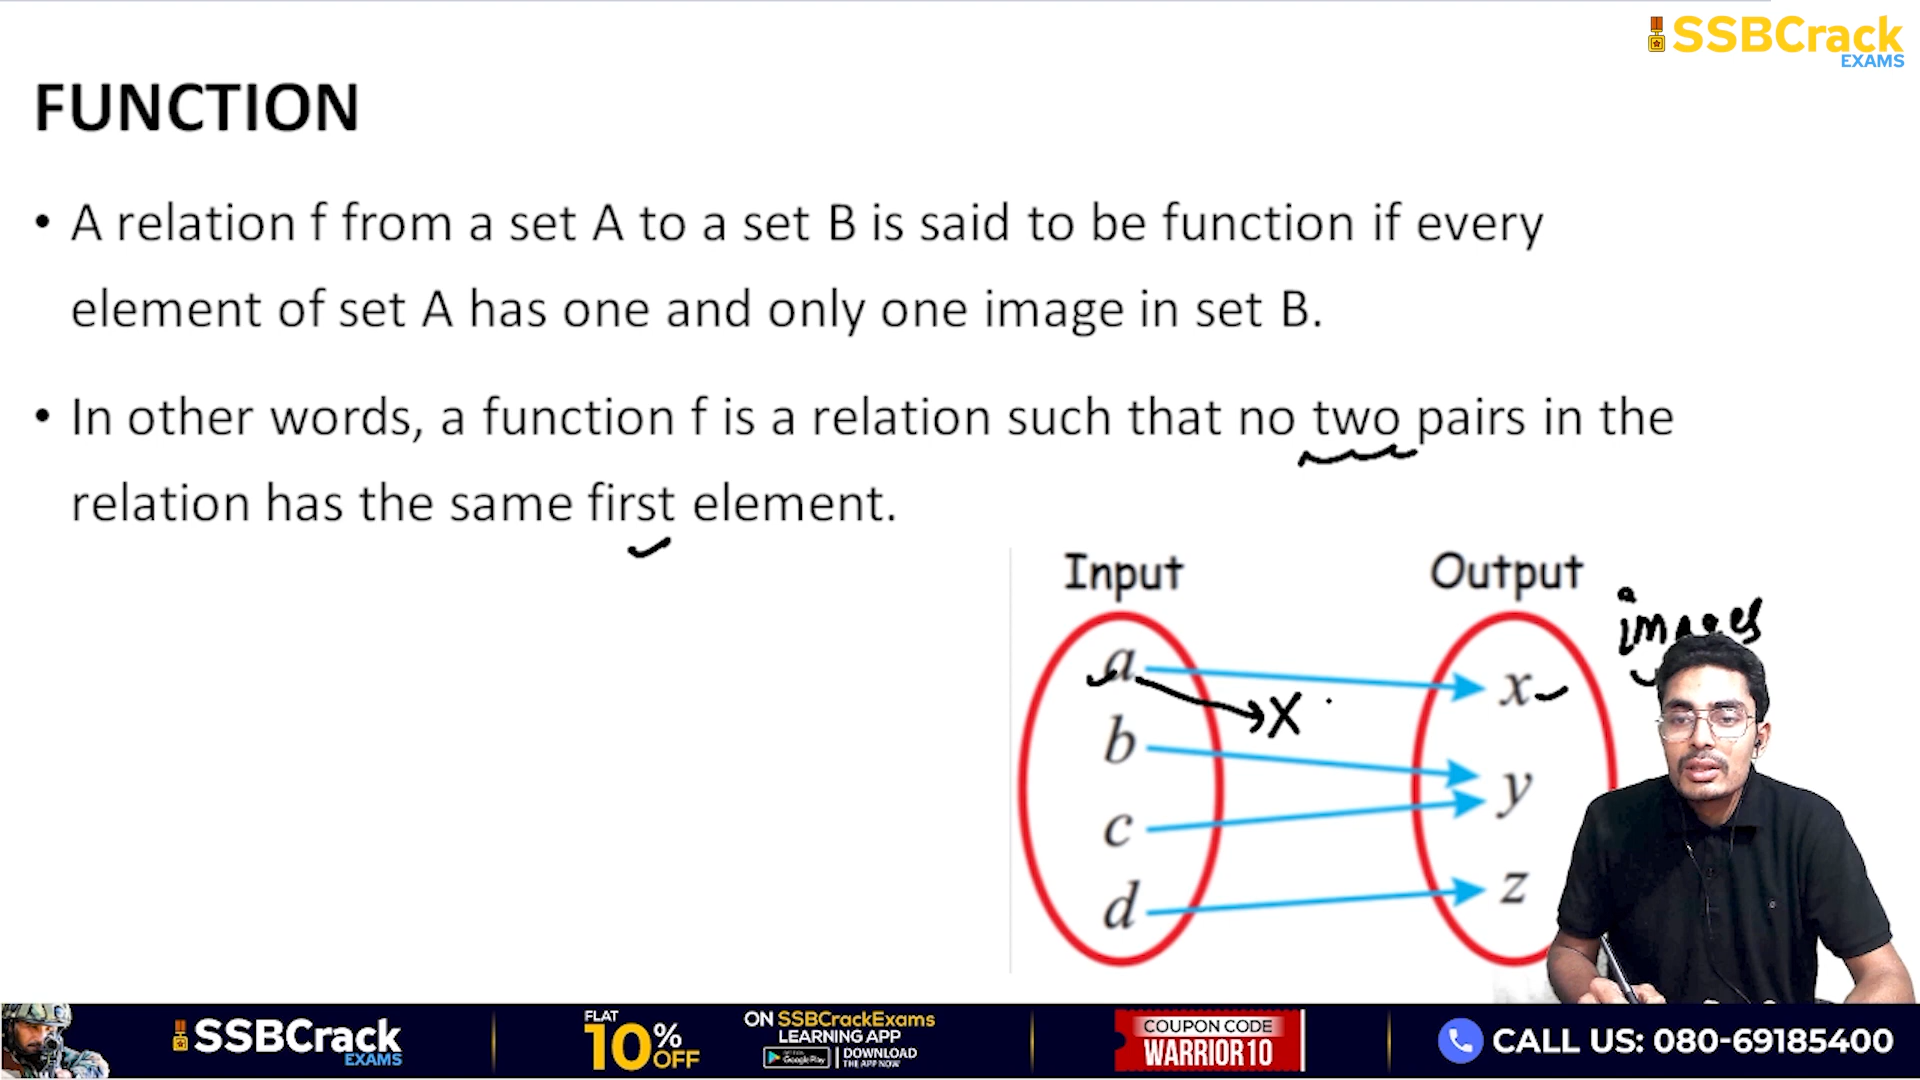 SSBCrack
EXAMS
FUNCTION
• A relation f from a set A to a set B is said to be function if every
element of set A has one and only one image in set B.
• In other words, a function f is a relation such that no two pairs in the
relation has the same first element.
Input
Output
images
a
x
X
b
y
c
d
z
SSBCrack
EXAMS
FLAT
10% OFF
ON SSBCrackExams
LEARNING APP
Google Play
DOWNLOAD
THE APP NOW
COUPON CODE
WARRIOR10
CALL US: 080-69185400